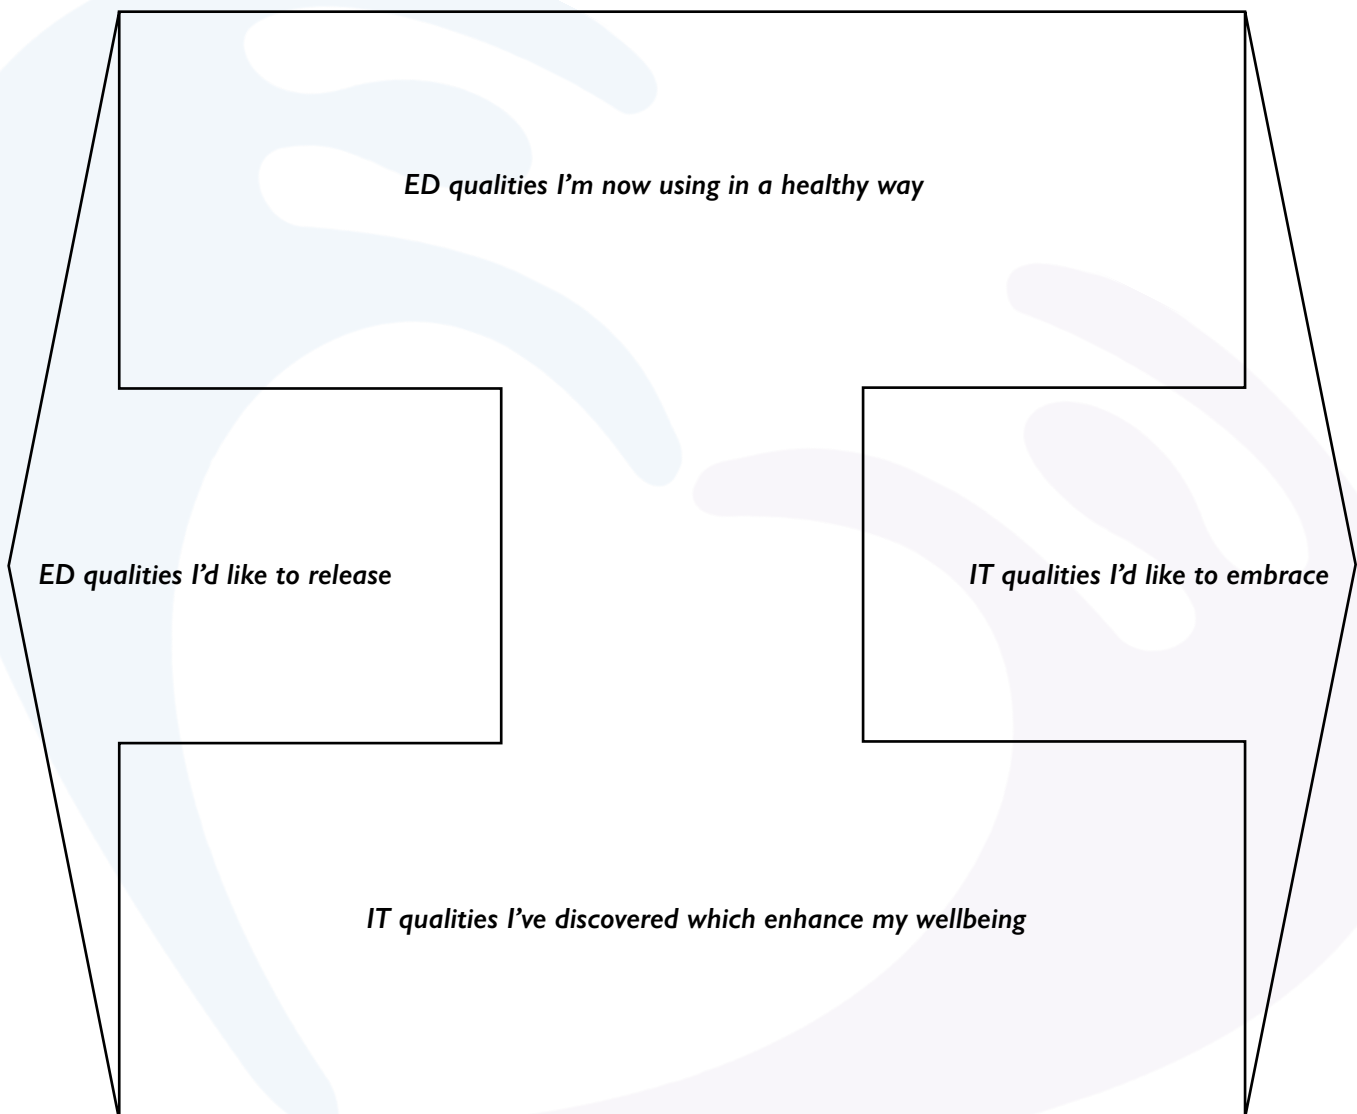 ED qualities I’m now using in a healthy way
ED qualities I’d like to release
IT qualities I’d like to embrace
IT qualities I’ve discovered which enhance my wellbeing